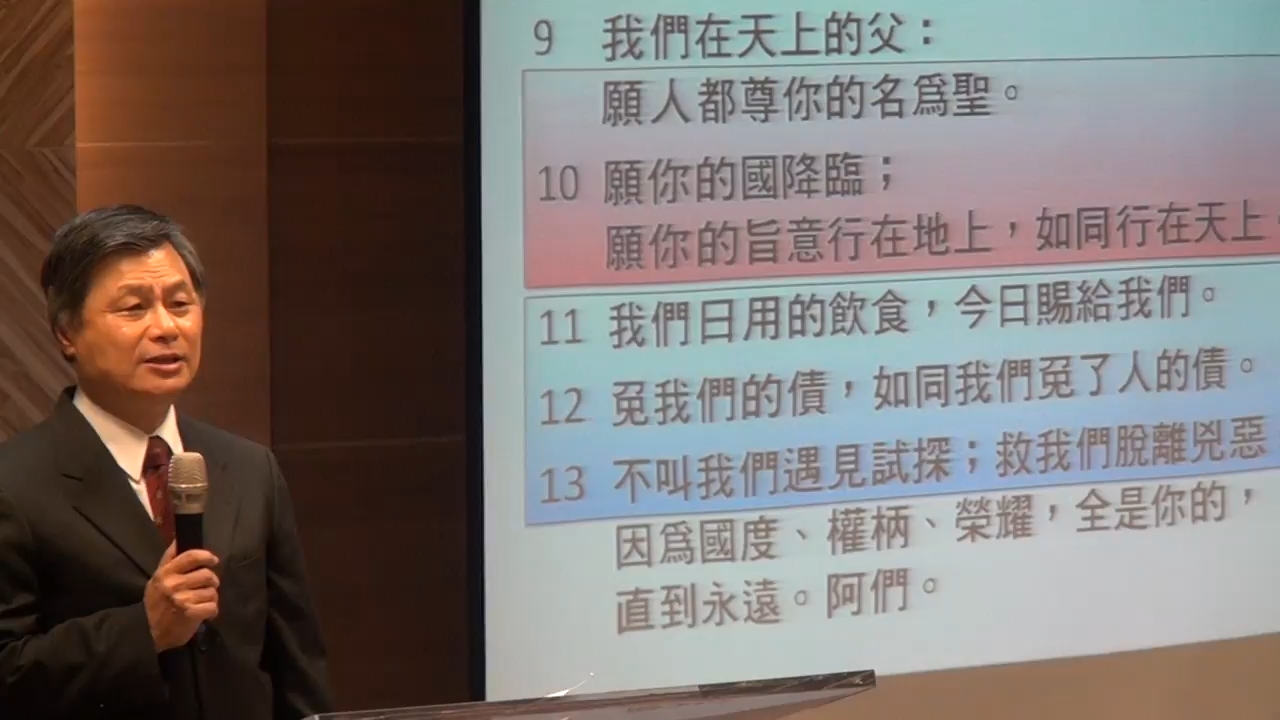 9 我們在天上的父：
願人都尊你的名爲聖。
10 願你的國降臨；
願你的旨意行在地上，如同行在天上
11 我們日用的飲食，今日賜給我們。
12 免我們的債，如同我們免了人的債。
13 不叫我們遇見試探；救我們脫離兇惡
因爲國度、權柄、榮耀，全是你的，
直到永遠。阿們。